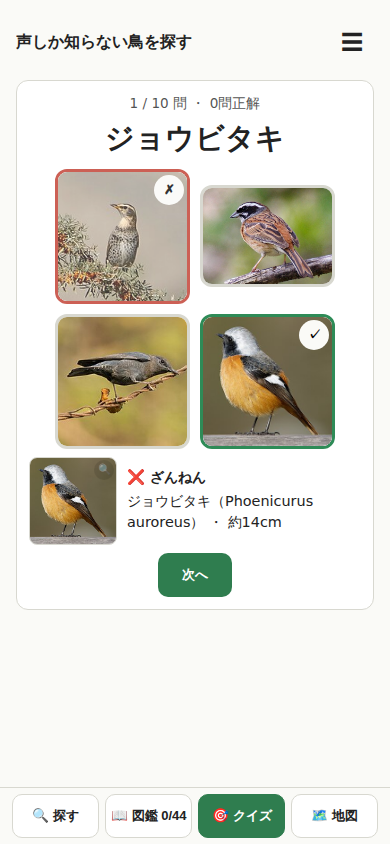 声しか知らない鳥を探す
☰
1 / 10 問 ・ 0問正解
ジョウビタキ
✗
✓
❌ ざんねん
ジョウビタキ（Phoenicurus
auroreus） ・ 約14cm
次へ
🔍 探す
📖 図鑑 0/44
🎯 クイズ
🗺️ 地図